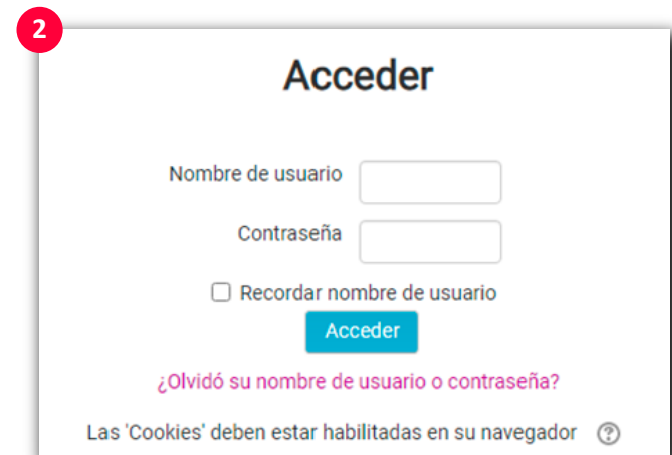 2
Acceder
Nombre de usuario
Contraseña
Recordar nombre de usuario
Acceder
¿Olvidó su nombre de usuario o contraseña?
Las 'Cookies' deben estar habilitadas en su navegador ?